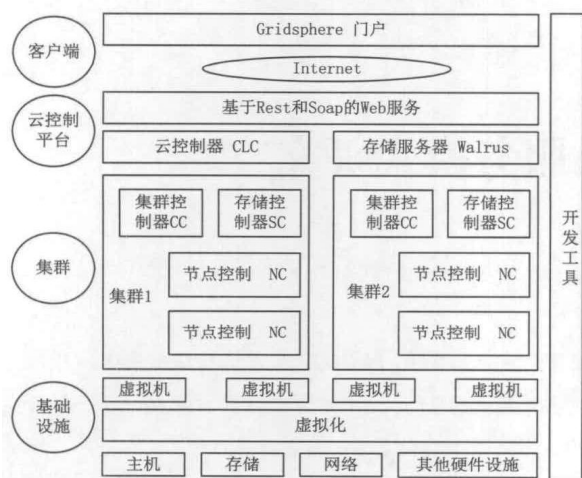 Gridsphere 门户
客户端
Internet
基于Rest和Soap的Web服务
云控制
平台
云控制器 CLC
存储服务器 Walrus
集群控
制器CC
存储控
制器SC
集群控
制器CC
存储控
制器SC
开
发
工
具
集群
节点控制 NC
节点控制 NC
集群1
集群2
节点控制 NC
节点控制 NC
虚拟机
虚拟机
虚拟机
虚拟机
基础
设施
虚拟化
主机
存储
网络
其他硬件设施